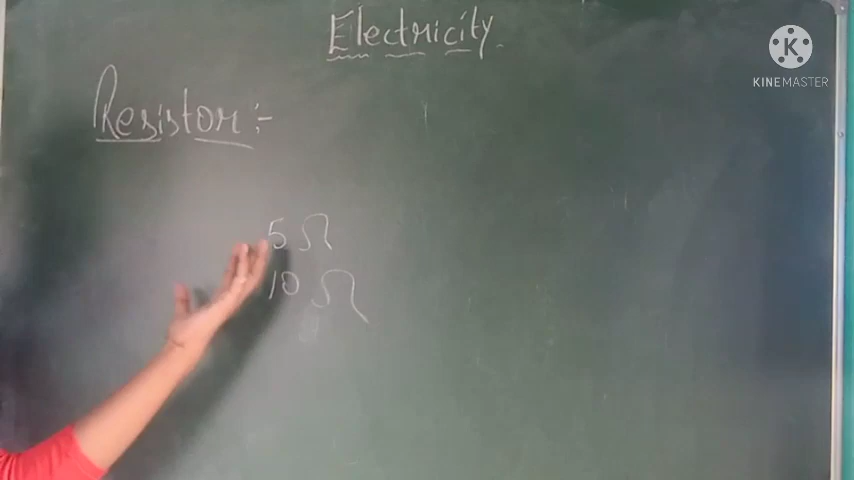 Electricity.
KINEMASTER
Resistor :-
5 Ω
10 Ω